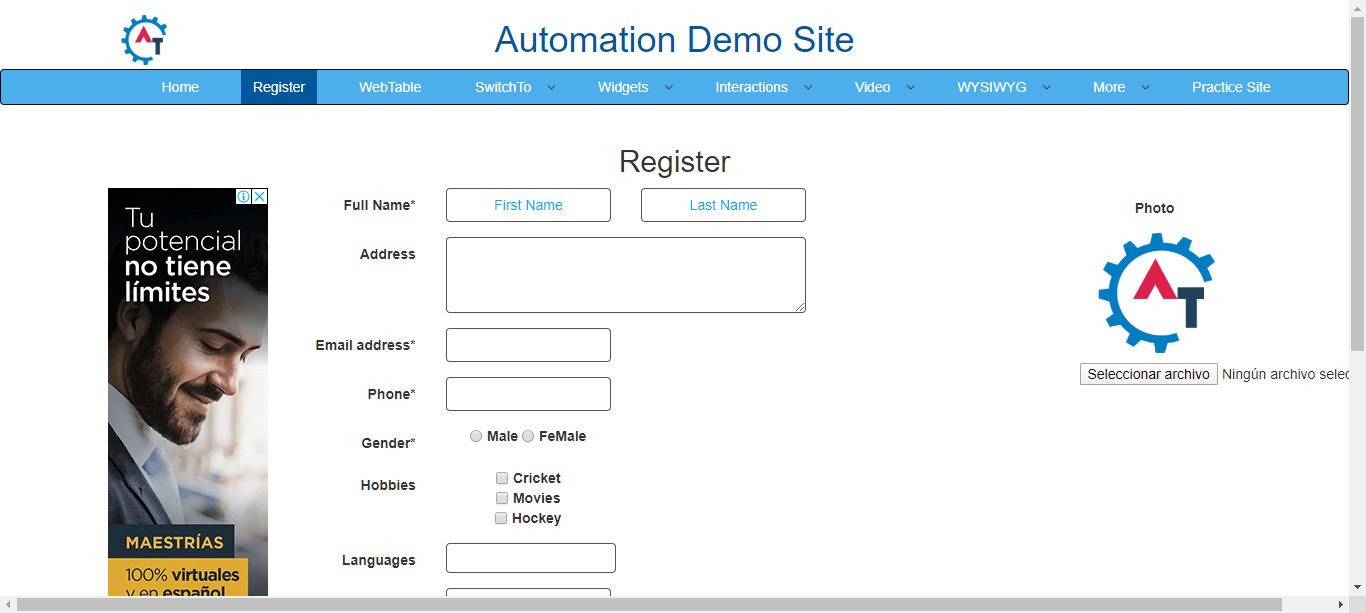 AT
Automation Demo Site
Home Register WebTable SwitchTo Widgets Interactions Video WYSIWYG More Practice Site
Register
Tu
potencial
no tiene
límites
MAESTRÍAS
100% virtuales
y en español
Full Name* First Name Last Name
Address
Email address*
Phone*
Gender* Male FeMale
Hobbies Cricket
Movies
Hockey
Languages
Photo
AT
Seleccionar archivo Ningún archivo selec